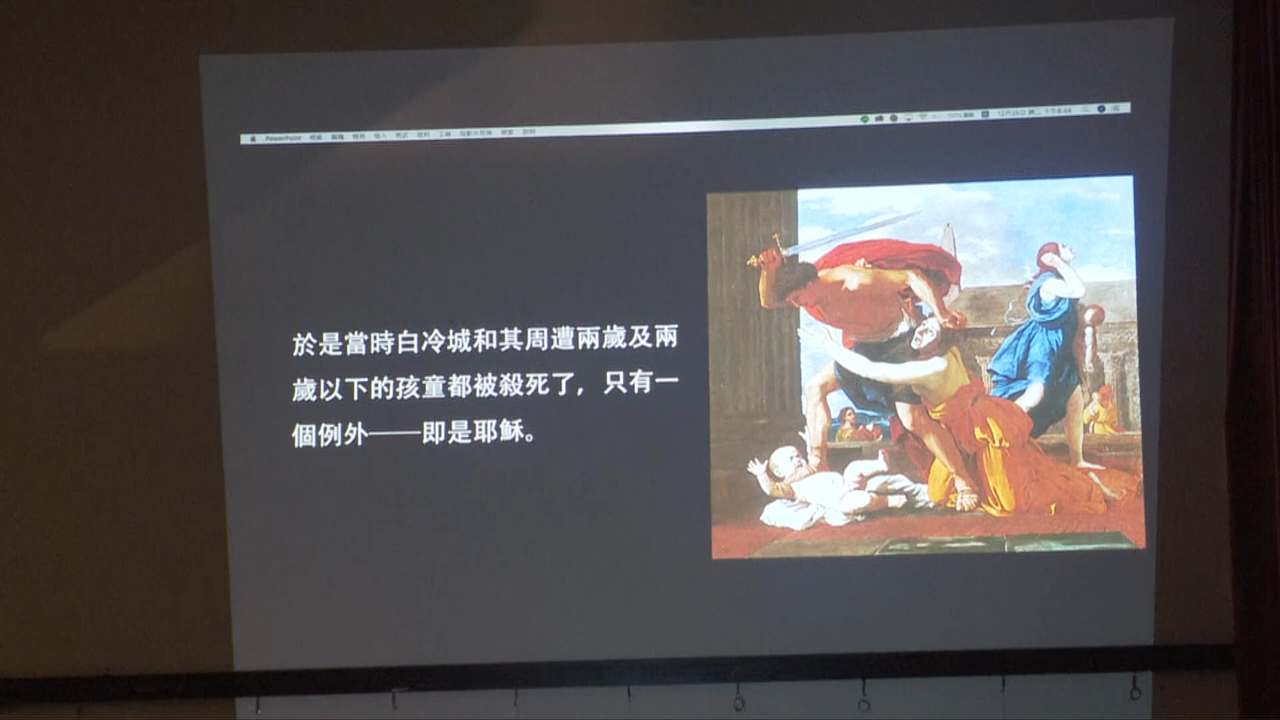 PowerPoint
於是當時白冷城和其周遭兩歲及兩
歲以下的孩童都被殺死了，只有一
個例外——即是耶穌。